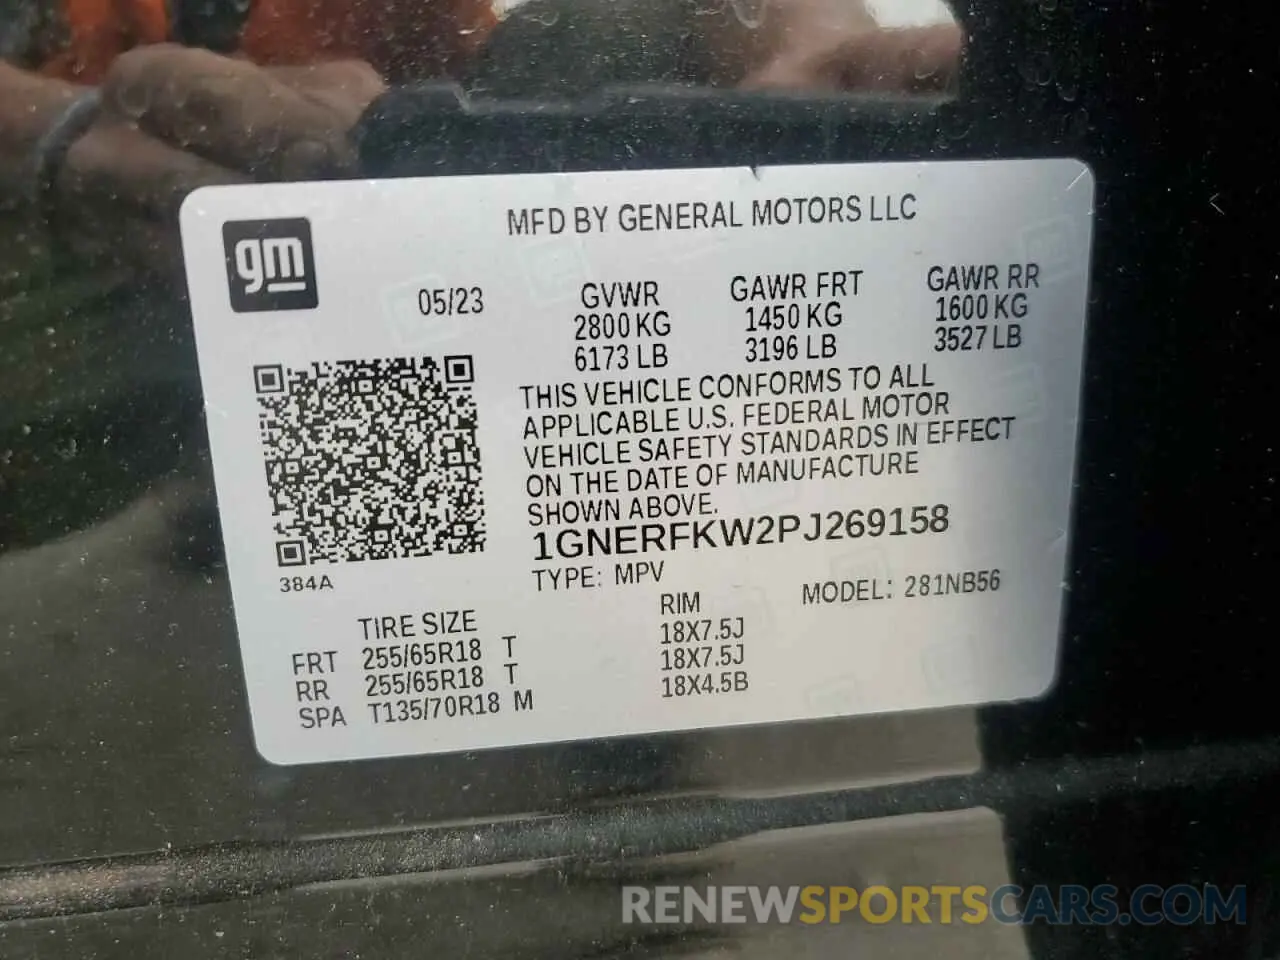 gm
MFD BY GENERAL MOTORS LLC
05/23
GVWR GAWR FRT GAWR RR
2800 KG 1450 KG 1600 KG
6173 LB 3196 LB 3527 LB
THIS VEHICLE CONFORMS TO ALL
APPLICABLE U.S. FEDERAL MOTOR
VEHICLE SAFETY STANDARDS IN EFFECT
ON THE DATE OF MANUFACTURE
SHOWN ABOVE.
1GNERFKW2PJ269158
384A
TYPE: MPV MODEL: 281NB56
TIRE SIZE RIM
FRT 255/65R18 T 18X7.5J
RR 255/65R18 T 18X7.5J
SPA T135/70R18 M 18X4.5B
RENEWSPORTSCARS.COM